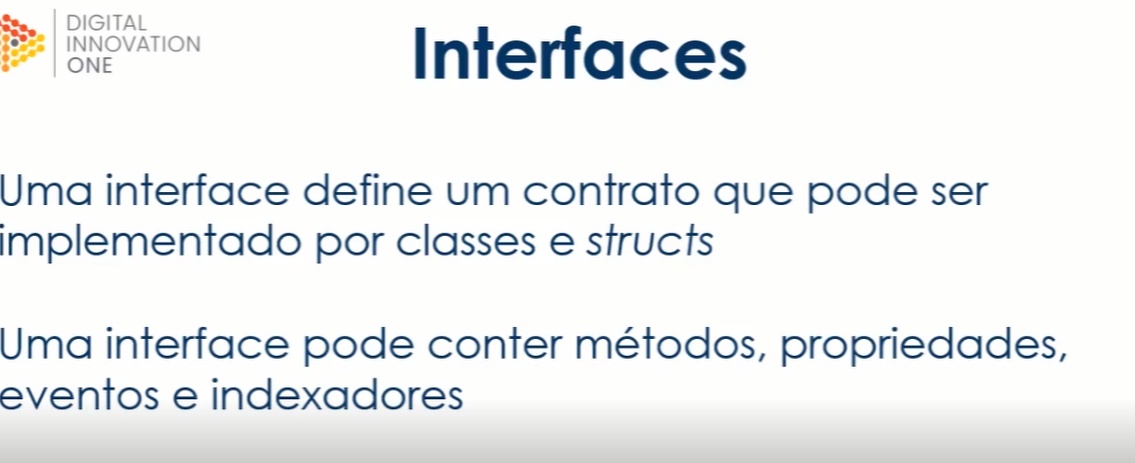 DIGITAL
INNOVATION
ONE
Interfaces
Uma interface define um contrato que pode ser
implementado por classes e structs
Uma interface pode conter métodos, propriedades,
eventos e indexadores